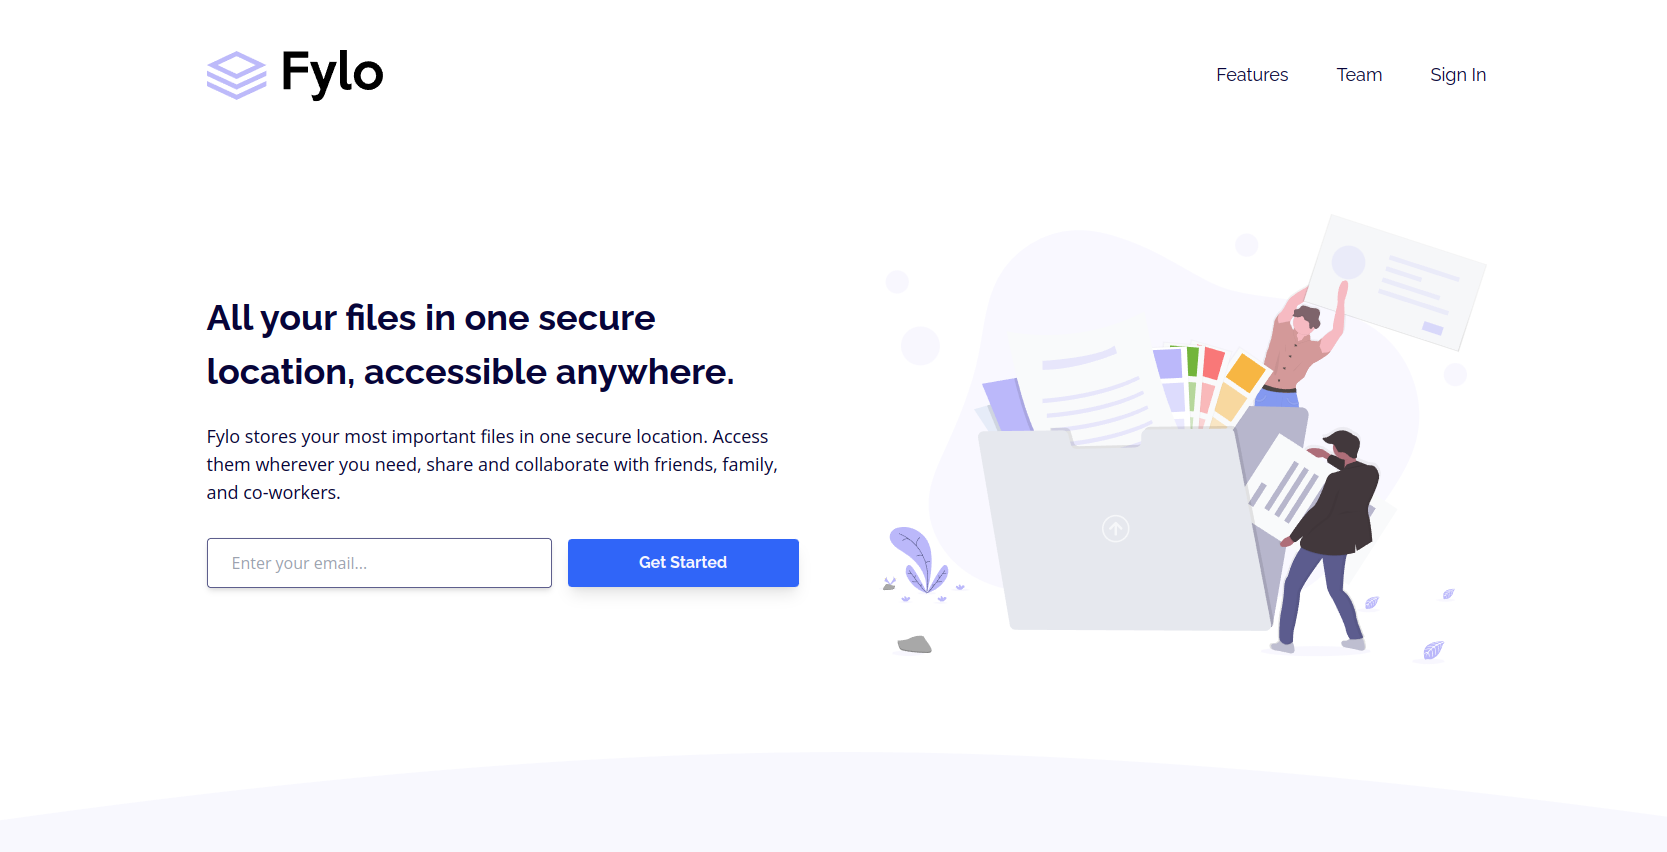 Fylo
Features
Team
Sign In
All your files in one secure
location, accessible anywhere.
Fylo stores your most important files in one secure location. Access
them wherever you need, share and collaborate with friends, family,
and co-workers.
Enter your email...
Get Started